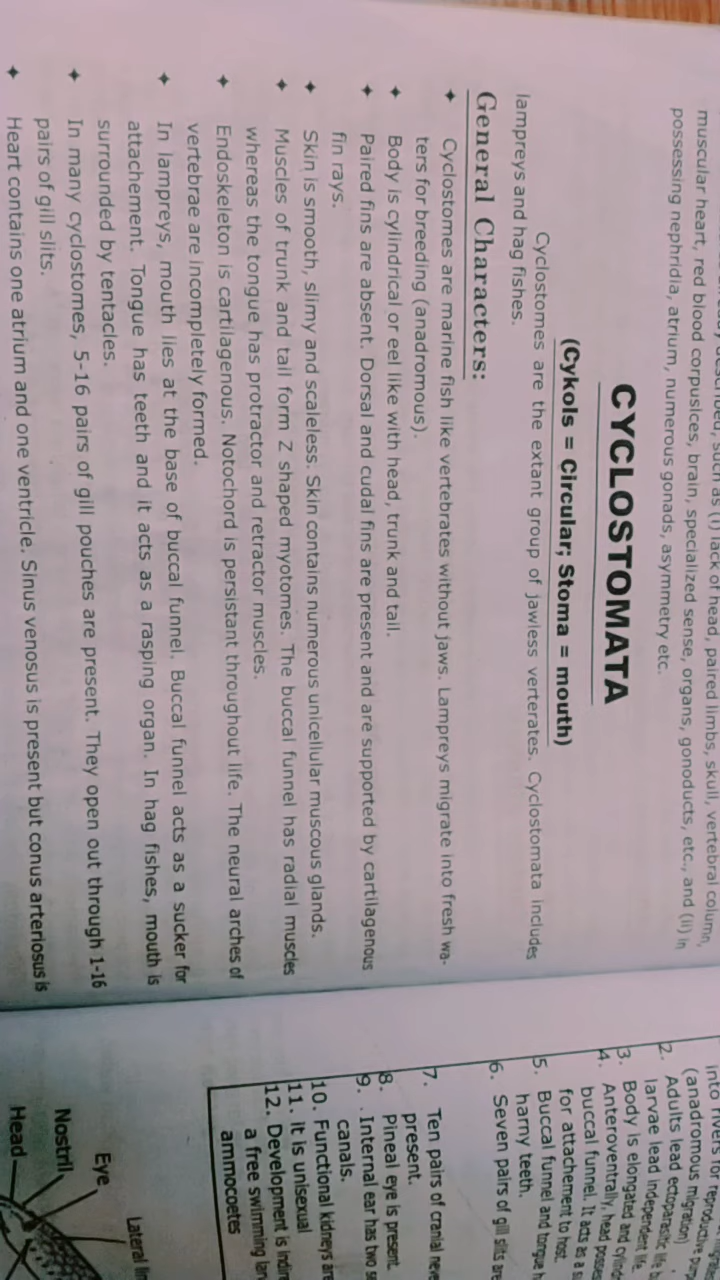 muscular heart, red blood corpuslces, brain, specialized sense, organs, gonoducts, etc., and (ii) in
possessing nephridia, atrium, numerous gonads, asymmetry etc.
CYCLOSTOMATA
(Cykols = Circular; Stoma = mouth)
Cyclostomes are the extant group of jawless verterates. Cyclostomata includes
lampreys and hag fishes.
General Characters:
✦ Cyclostomes are marine fish like vertebrates without jaws. Lampreys migrate into fresh wa-
ters for breeding (anadromous).
✦ Body is cylindrical or eel like with head, trunk and tail.
✦ Paired fins are absent. Dorsal and cudal fins are present and are supported by cartilagenous
fin rays.
✦ Skin is smooth, slimy and scaleless. Skin contains numerous unicellular muscous glands.
✦ Muscles of trunk and tail form Z shaped myotomes. The buccal funnel has radial muscles
whereas the tongue has protractor and retractor muscles.
✦ Endoskeleton is cartilagenous. Notochord is persistant throughout life. The neural arches of
vertebrae are incompletely formed.
✦ In lampreys, mouth lies at the base of buccal funnel. Buccal funnel acts as a sucker for
attachement. Tongue has teeth and it acts as a rasping organ. In hag fishes, mouth is
surrounded by tentacles.
✦ In many cyclostomes, 5-16 pairs of gill pouches are present. They open out through 1-16
pairs of gill slits.
✦ Heart contains one atrium and one ventricle. Sinus venosus is present but conus arteriosus is
into rivers for reproductive
(anadromous migration)
2. Adults lead ectoparasitic life
larvae lead independent life.
3. Body is elongated and
4. Anteroventrally, head
buccal funnel. It acts as a
for attachement to host.
5. Buccal funnel and tongue
harny teeth.
6. Seven pairs of gill slits are
7. Ten pairs of cranial
present.
8. Pineal eye is present.
9. Internal ear has two
canals.
10. Functional kidneys are
11. It is unisexual
12. Development is
a free swimming
ammocoetes
Lateral
Eye
Nostril
Head